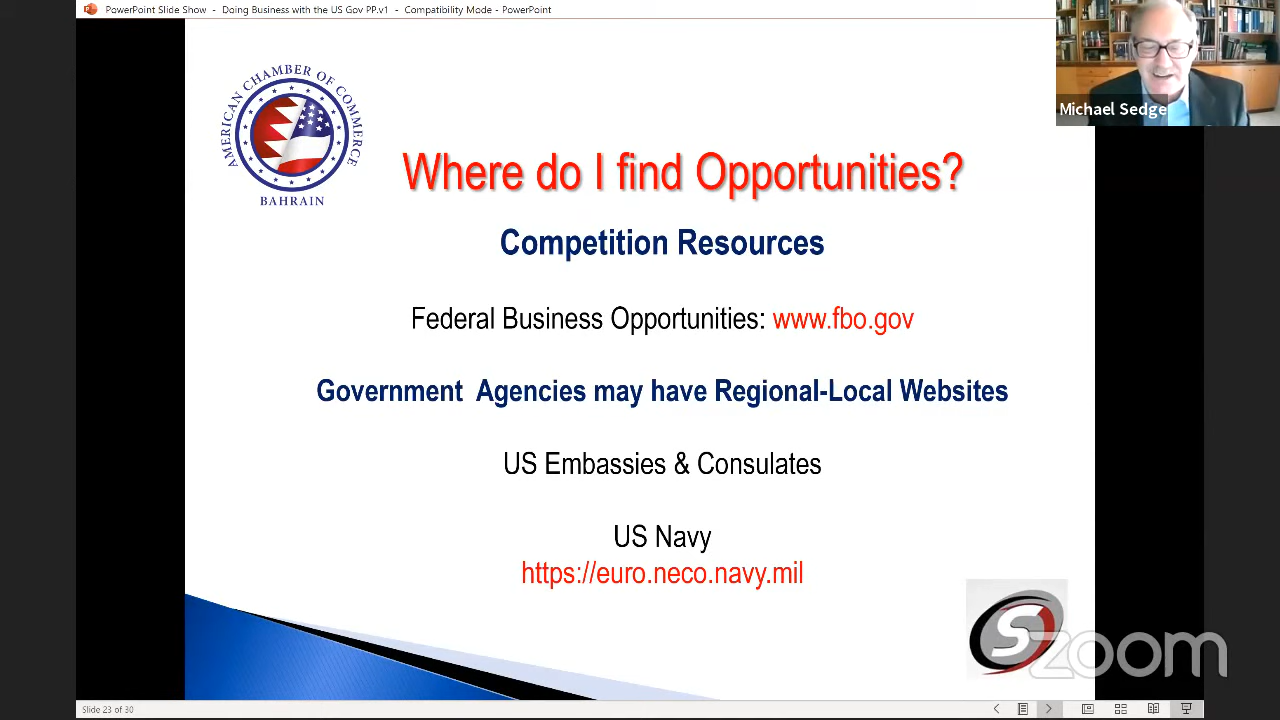 PowerPoint Slide Show - Doing Business with the US Gov PP.v1 - Compatibility Mode - PowerPoint
Michael Sedge
AMERICAN CHAMBER OF COMMERCE
BAHRAIN
Where do I find Opportunities?
Competition Resources
Federal Business Opportunities: www.fbo.gov
Government Agencies may have Regional-Local Websites
US Embassies & Consulates
US Navy
https://euro.neco.navy.mil
S
zoom
Slide 23 of 30